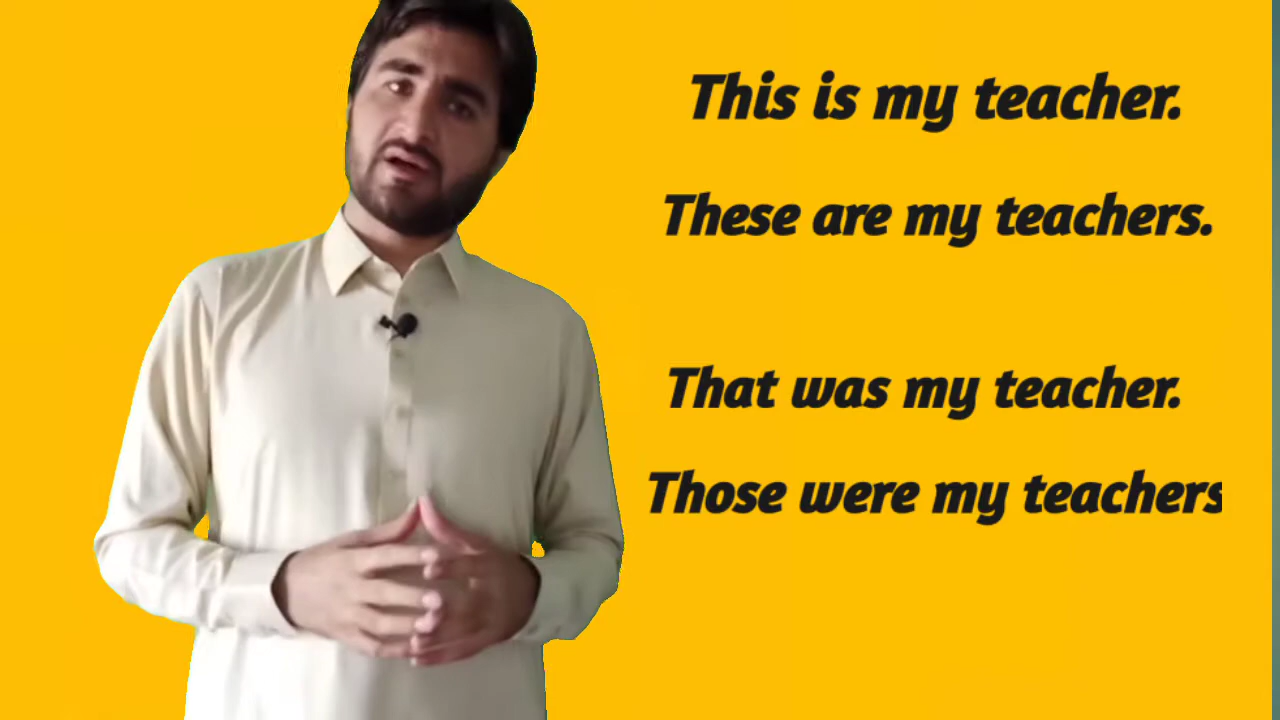 This is my teacher.
These are my teachers.
That was my teacher.
Those were my teachers